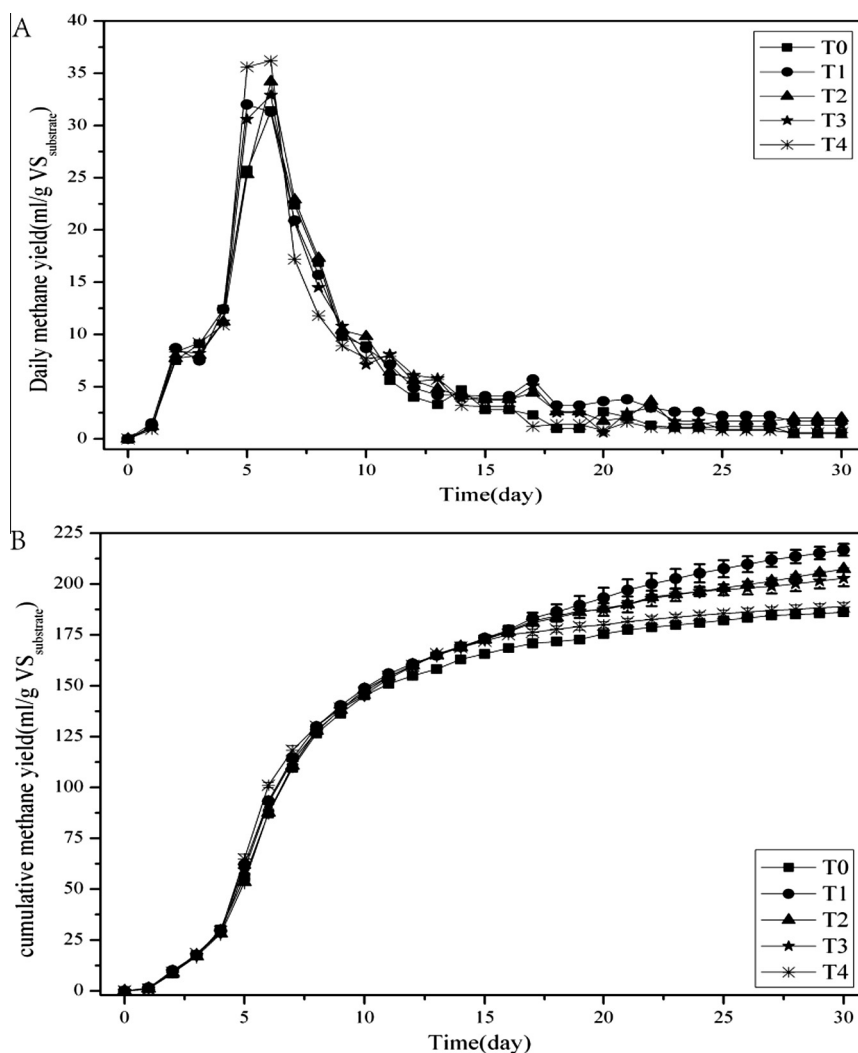 A
40
35
30
25
20
15
10
5
0
Daily methane yield(ml/g VSsubstrate)
T0
T1
T2
T3
T4
0 5 10 15 20 25 30
Time(day)
B
225
200
175
150
125
100
75
50
25
0
cumulative methane yield(ml/g VSsubstrate)
T0
T1
T2
T3
T4
0 5 10 15 20 25 30
Time(day)